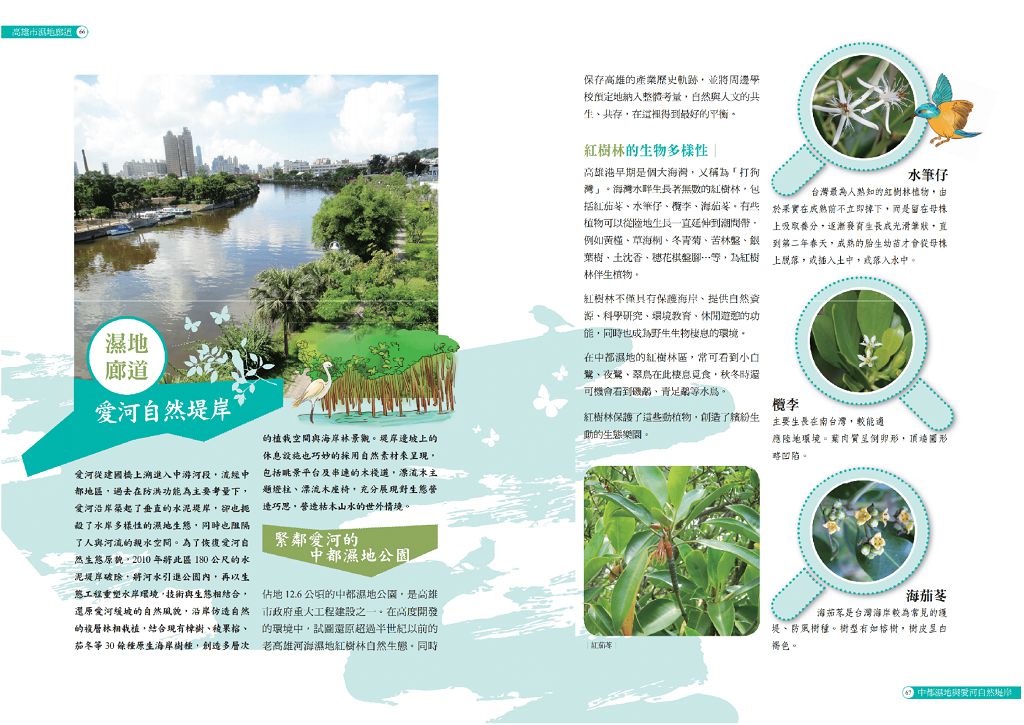 高雄市濕地廊道 66
濕地
廊道
愛河自然堤岸
愛河從建國橋上溯進入中游河段，流經中
都地區，過去在防洪功能為主要考量下，
愛河沿岸築起了垂直的水泥堤岸，卻也扼
殺了水岸多樣性的濕地生態，同時也阻隔
了人與河流的親水空間。為了恢復愛河自
然生態原貌，2010 年將此區 180 公尺的水
泥堤岸破除，將河水引進公園內，再以生
態工程重塑水岸環境，技術與生態相結合，
還原愛河緩坡的自然風貌，沿岸仿造自然
的複層林相栽植，結合現有樟樹、稜果榕、
茄冬等 30 餘種原生海岸樹種，創造多層次
的植栽空間與海岸林景觀。堤岸邊坡上的
休息設施也巧妙的採用自然素材來呈現，
包括眺景平台及串連的木棧道，漂流木主
題燈柱、漂流木座椅，充分展現對生態營
造巧思，營造枯木山水的世外情境。
緊鄰愛河的
中都濕地公園
佔地 12.6 公頃的中都濕地公園，是高雄
市政府重大工程建設之一。在高度開發
的環境中，試圖還原超過半世紀以前的
老高雄河海濕地紅樹林自然生態。同時
保存高雄的產業歷史軌跡，並將周邊學
校預定地納入整體考量，自然與人文的共
生、共存，在這裡得到最好的平衡。
紅樹林的生物多樣性
高雄港早期是個大海灣，又稱為「打狗
灣」。海灣水畔生長著無數的紅樹林，包
括紅茄苳、水筆仔、欖李、海茄苳。有些
植物可以從陸地生長一直延伸到潮間帶，
例如黃槿、草海桐、冬青菊、苦林盤、銀
葉樹、土沈香、穗花棋盤腳…等，為紅樹
林伴生植物。
紅樹林不僅具有保護海岸、提供自然資
源、科學研究、環境教育、休閒遊憩的功
能，同時也成為野生生物棲息的環境。
在中都濕地的紅樹林區，常可看到小白
鷺、夜鷺、翠鳥在此棲息覓食，秋冬時還
可機會看到磯鷸、青足鷸等水鳥。
紅樹林保護了這些動植物，創造了繽紛生
動的生態樂園。
紅茄苳
水筆仔
台灣最為人熟知的紅樹林植物，由
於果實在成熟前不立即掉下，而是留在母株
上吸取養分，逐漸發育生長成光滑筆狀，直
到第二年春天，成熟的胎生幼苗才會從母株
上脫落，或插入土中，或落入水中。
欖李
主要生長在南台灣，較能適
應陸地環境。葉肉質呈倒卵形，頂端圓形
略凹陷。
海茄苳
海茄苳是台灣海岸較為常見的護
堤、防風樹種。樹型有如榕樹，樹皮呈白
褐色。
67 中都濕地與愛河自然堤岸